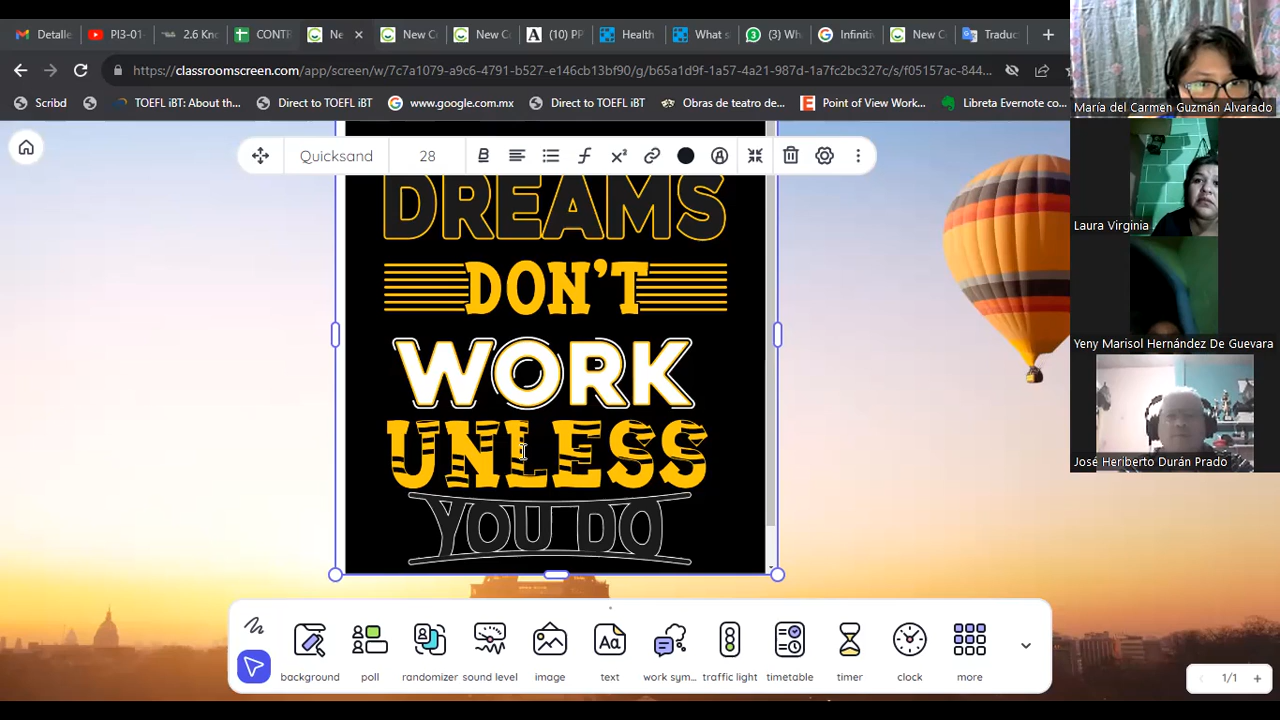 Detalle
PI3-01-
2.6 Kno
CONTR
Ne
New C
New C
(10) PP
Health
What s
(3) Wh
Infiniti
New C
Traduc
https://classroomscreen.com/app/screen/w/7c7a1079-a9c6-4791-b527-e146cb13bf90/g/b65a1d9f-1a57-4a21-987d-1a7fc2bc327c/s/f05157ac-844...
Scribd
TOEFL iBT: About th...
Direct to TOEFL iBT
www.google.com.mx
Direct to TOEFL iBT
Obras de teatro de...
Point of View Work...
Libreta Evernote co...
María del Carmen Guzmán Alvarado
Quicksand
28
DREAMS
DON'T
WORK
UNLESS
YOU DO
Laura Virginia
Yeny Marisol Hernández De Guevara
José Heriberto Durán Prado
background
poll
randomizer
sound level
image
text
work sym...
traffic light
timetable
timer
clock
more
1/1